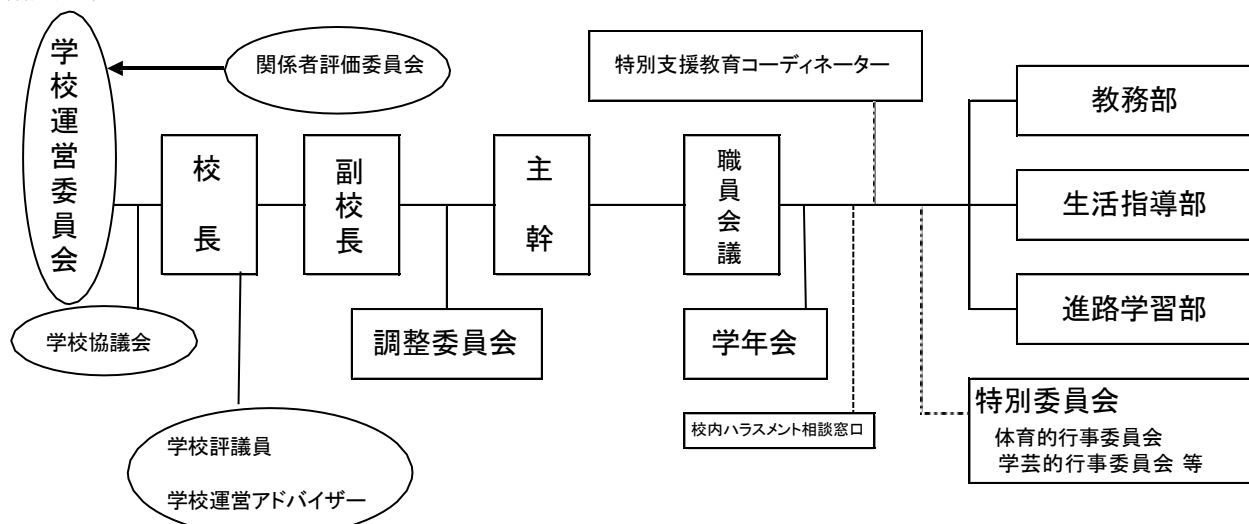 学校運営委員会
関係者評価委員会
特別支援教育コーディネーター
教務部
校長
副校長
主幹
職員会議
生活指導部
学校協議会
調整委員会
学年会
進路学習部
校内ハラスメント相談窓口
特別委員会
体育的行事委員会
学芸的行事委員会 等
学校評議員
学校運営アドバイザー